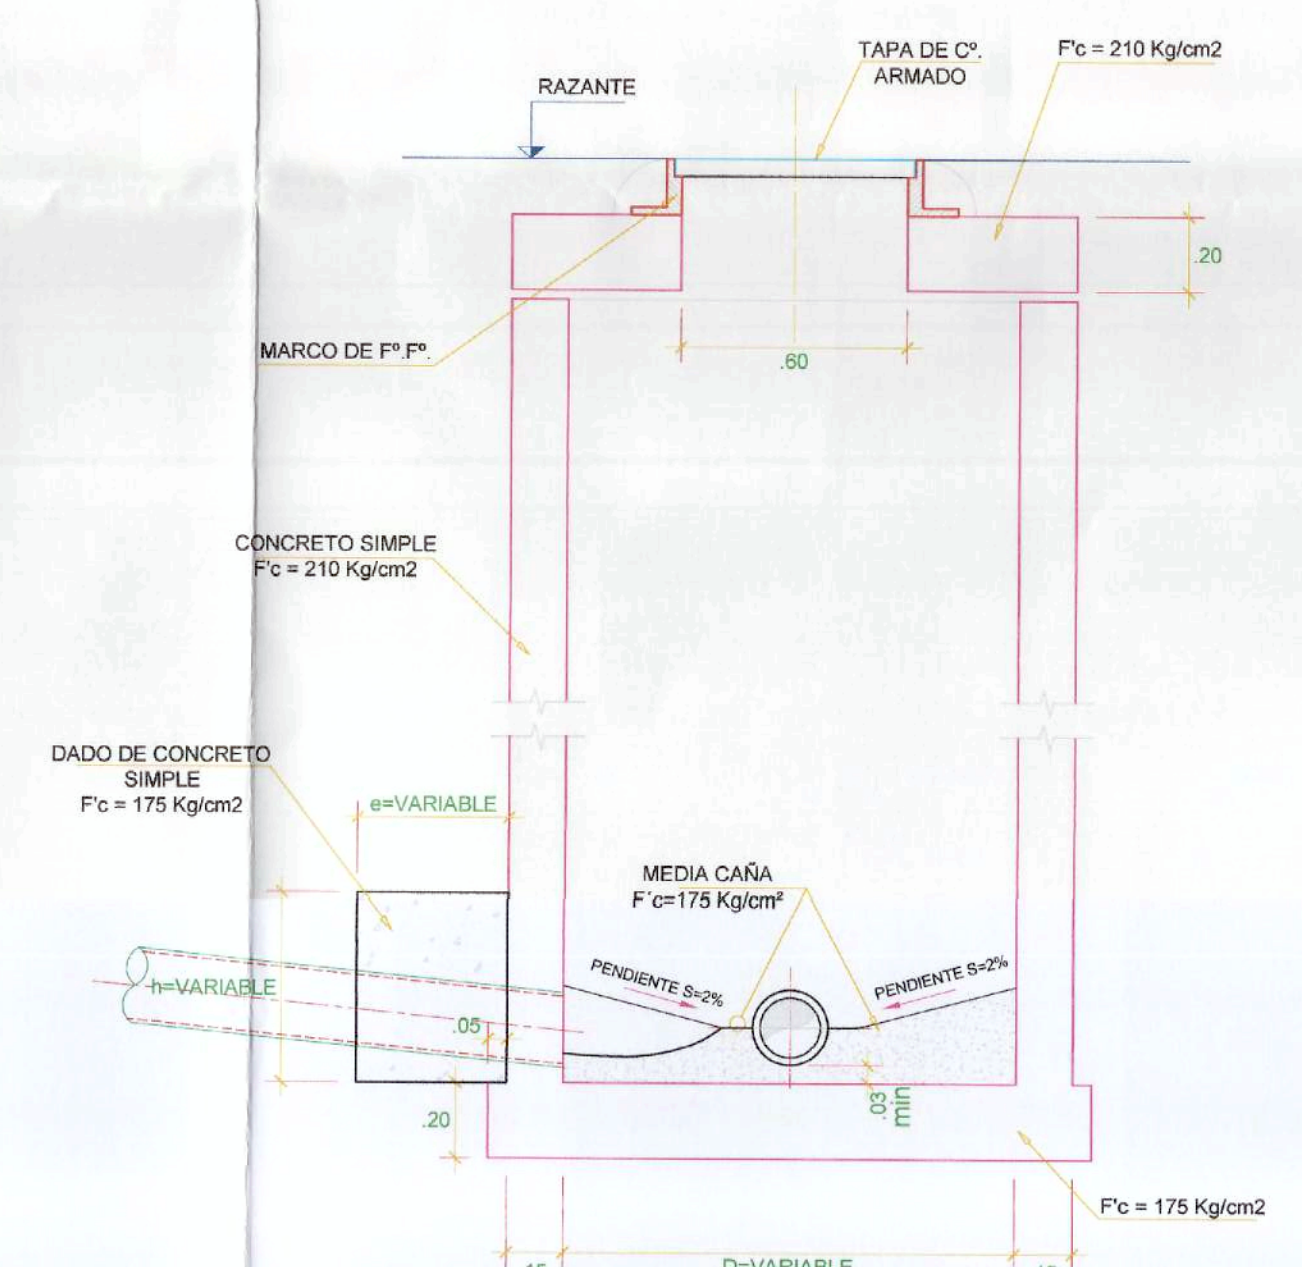 TAPA DE Cº.
ARMADO
F'c = 210 Kg/cm2
RAZANTE
.20
MARCO DE Fº.Fº.
.60
CONCRETO SIMPLE
F'c = 210 Kg/cm2
DADO DE CONCRETO
SIMPLE
F'c = 175 Kg/cm2
e=VARIABLE
MEDIA CAÑA
F´c=175 Kg/cm²
PENDIENTE S=2%
PENDIENTE S=2%
h=VARIABLE
.05
.03
min
.20
F'c = 175 Kg/cm2
D=VARIABLE